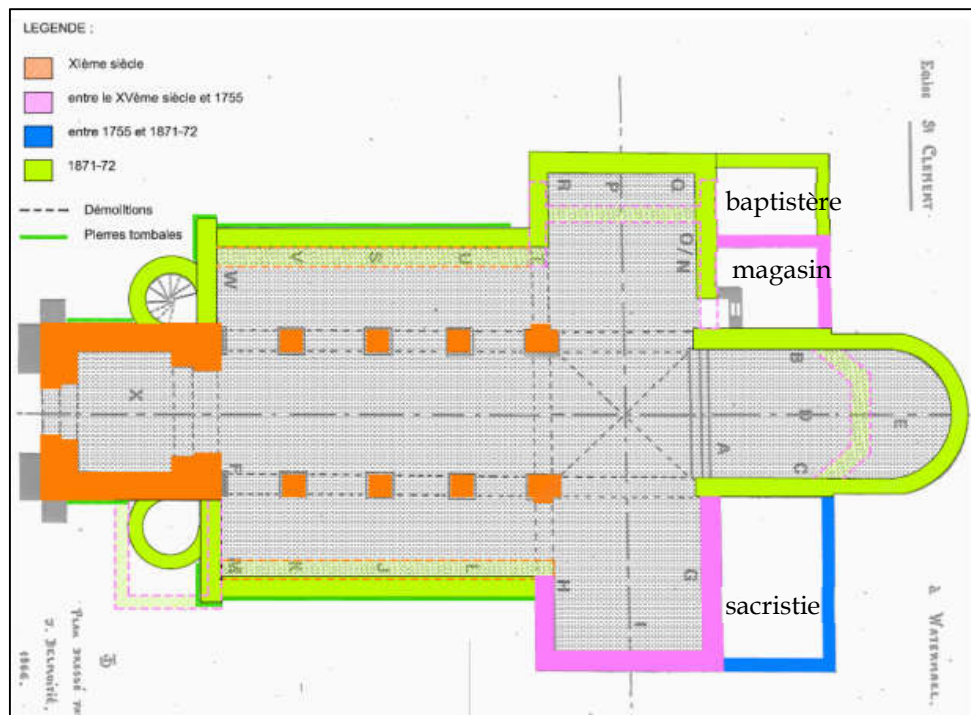 LEGENDE :
XIème siècle
entre le XVème siècle et 1755
entre 1755 et 1871-72
1871-72
Démolitions
Pierres tombales
EGLISE St CLEMENT
à WATERMAEL.
baptistère
magasin
sacristie
R P Q
O/N
W V S U T
X
F
B
D
E
A
C
M K J L
H
I
G
PLAN DRESSÉ PAR
1866.